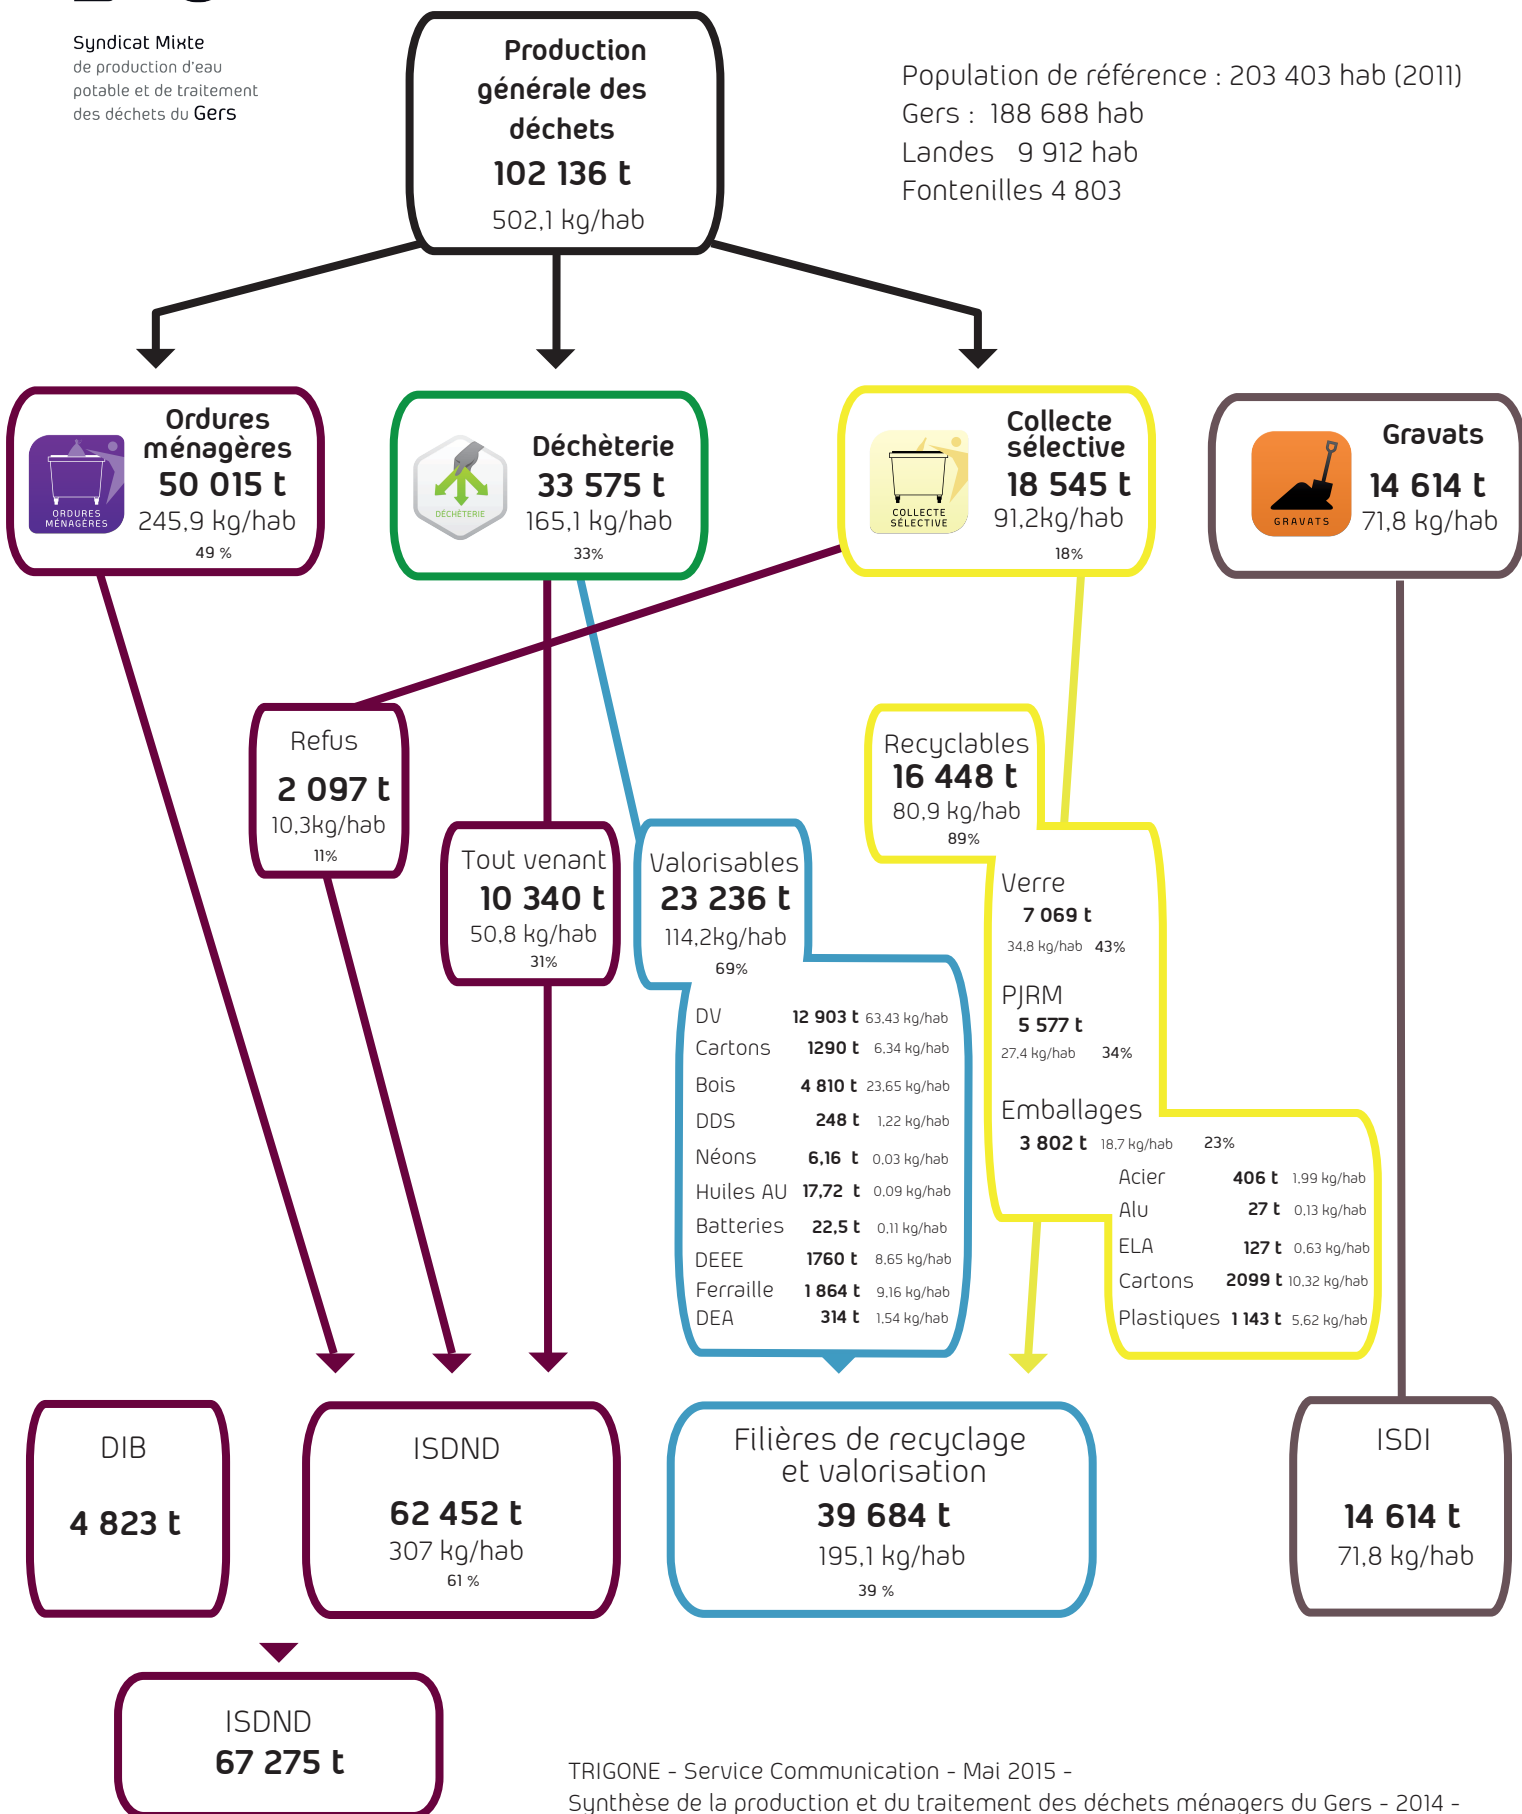 Syndicat Mixte
de production d'eau
potable et de traitement
des déchets du Gers
Production
générale des
déchets
102 136 t
502,1 kg/hab
Population de référence : 203 403 hab (2011)
Gers : 188 688 hab
Landes 9 912 hab
Fontenilles 4 803
ORDURES
MÉNAGÈRES
Ordures
ménagères
50 015 t
245,9 kg/hab
49 %
DÉCHÈTERIE
Déchèterie
33 575 t
165,1 kg/hab
33%
COLLECTE
SÉLECTIVE
Collecte
sélective
18 545 t
91,2kg/hab
18%
GRAVATS
Gravats
14 614 t
71,8 kg/hab
Refus
2 097 t
10,3kg/hab
11%
Tout venant
10 340 t
50,8 kg/hab
31%
Valorisables
23 236 t
114,2kg/hab
69%
DV 12 903 t 63,43 kg/hab
Cartons 1290 t 6,34 kg/hab
Bois 4 810 t 23,65 kg/hab
DDS 248 t 1,22 kg/hab
Néons 6,16 t 0,03 kg/hab
Huiles AU 17,72 t 0,09 kg/hab
Batteries 22,5 t 0,11 kg/hab
DEEE 1760 t 8,65 kg/hab
Ferraille 1 864 t 9,16 kg/hab
DEA 314 t 1,54 kg/hab
Recyclables
16 448 t
80,9 kg/hab
89%
Verre
7 069 t
34,8 kg/hab 43%
PJRM
5 577 t
27,4 kg/hab 34%
Emballages
3 802 t 18,7 kg/hab 23%
Acier 406 t 1,99 kg/hab
Alu 27 t 0,13 kg/hab
ELA 127 t 0,63 kg/hab
Cartons 2099 t 10,32 kg/hab
Plastiques 1 143 t 5,62 kg/hab
DIB
4 823 t
ISDND
62 452 t
307 kg/hab
61 %
Filières de recyclage
et valorisation
39 684 t
195,1 kg/hab
39 %
ISDI
14 614 t
71,8 kg/hab
ISDND
67 275 t
TRIGONE - Service Communication - Mai 2015 -
Synthèse de la production et du traitement des déchets ménagers du Gers - 2014 -